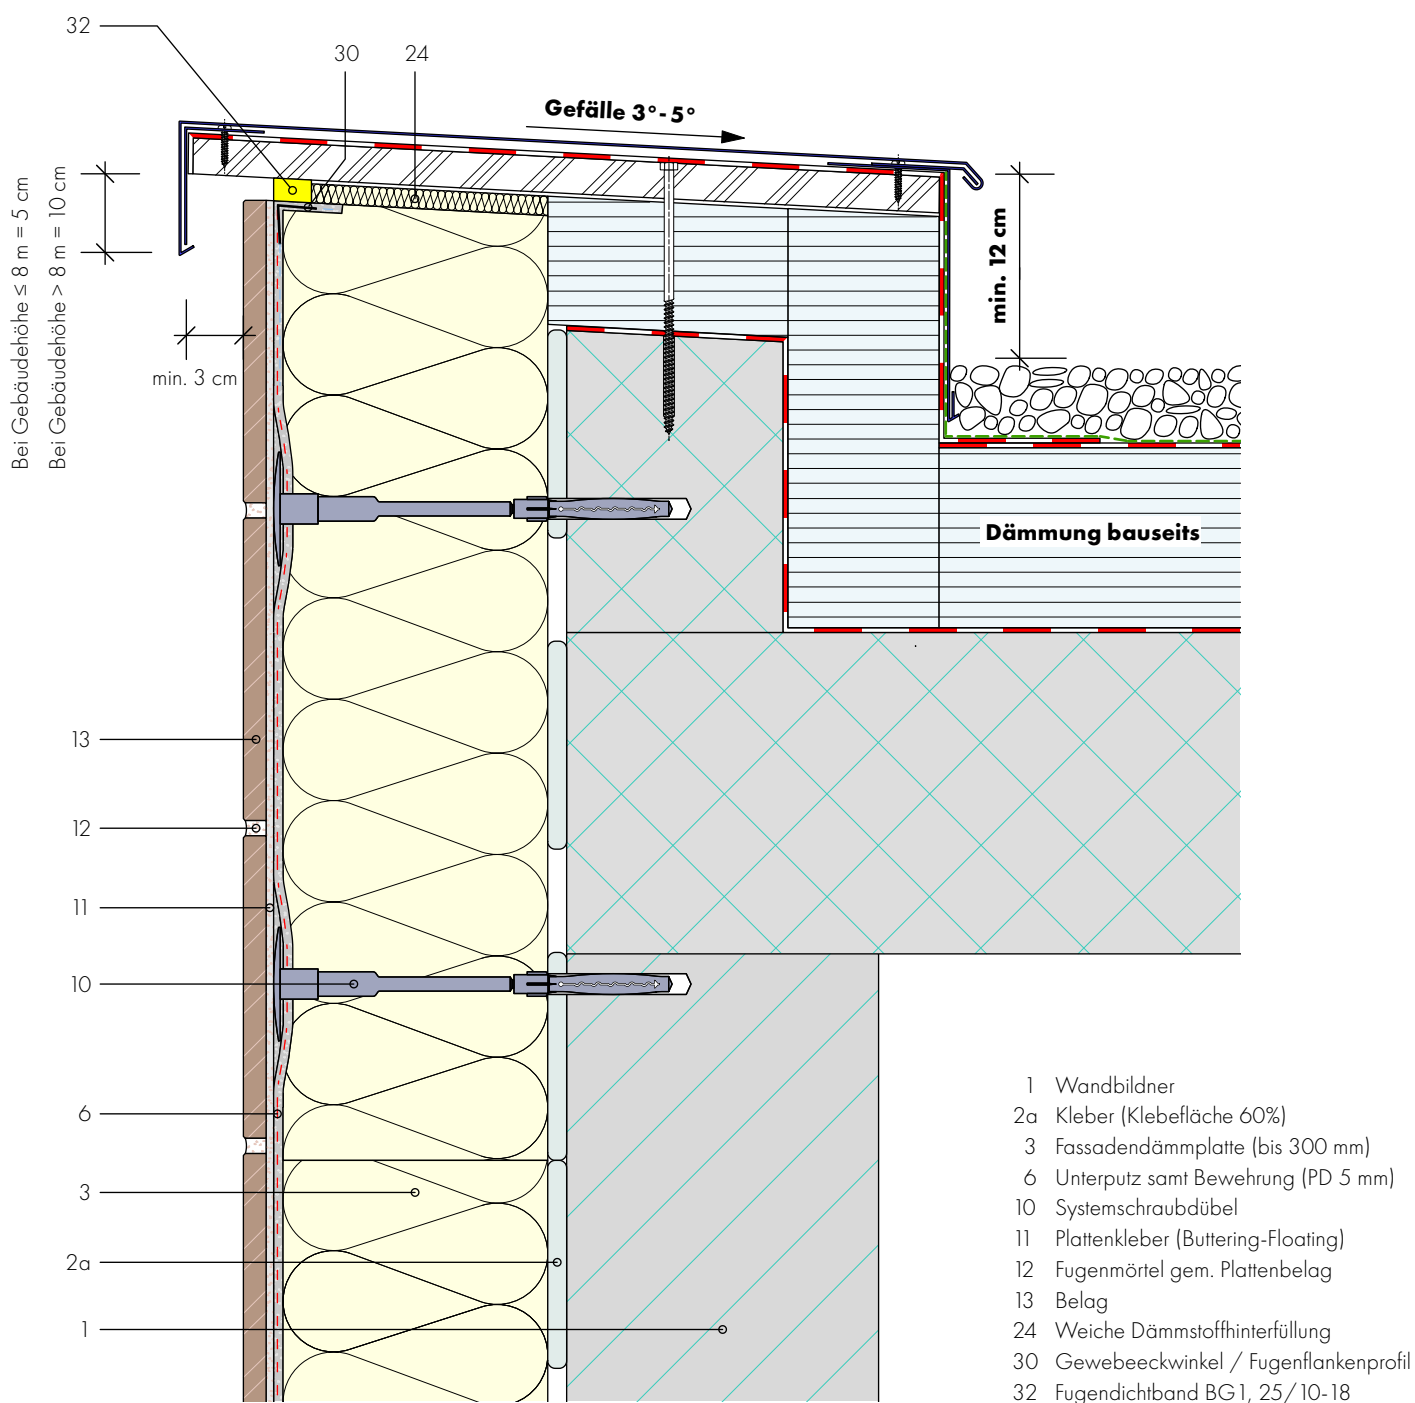 32
30
24
Gefälle 3°-5°
Bei Gebäudehöhe ≤ 8 m = 5 cm
Bei Gebäudehöhe > 8 m = 10 cm
min. 12 cm
min. 3 cm
Dämmung bauseits
13
12
11
10
6
3
2a
1
1 Wandbildner
2a Kleber (Klebefläche 60%)
3 Fassadendämmplatte (bis 300 mm)
6 Unterputz samt Bewehrung (PD 5 mm)
10 Systemschraubdübel
11 Plattenkleber (Buttering-Floating)
12 Fugenmörtel gem. Plattenbelag
13 Belag
24 Weiche Dämmstoffhinterfüllung
30 Gewebeeckwinkel / Fugenflankenprofil
32 Fugendichtband BG1, 25/10-18